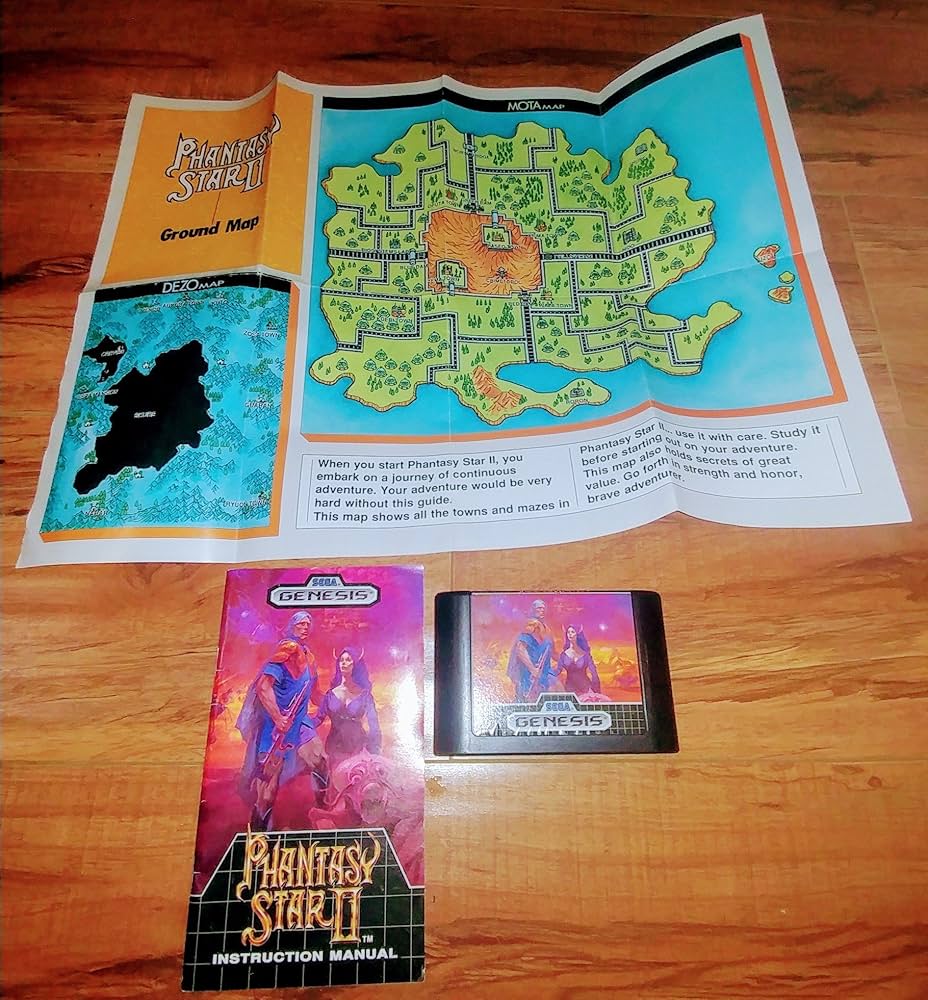 PHANTASY
STAR II
Ground Map
MOTA MAP
DEZO MAP
When you start Phantasy Star II, you
embark on a journey of continuous
adventure. Your adventure would be very
hard without this guide.
This map shows all the towns and mazes in
Phantasy Star II... use it with care. Study it
before starting out on your adventure.
This map also holds secrets of great
value. Go forth in strength and honor,
brave adventurer.
SEGA
GENESIS
PHANTASY
STAR II
TM
INSTRUCTION MANUAL
SEGA
GENESIS